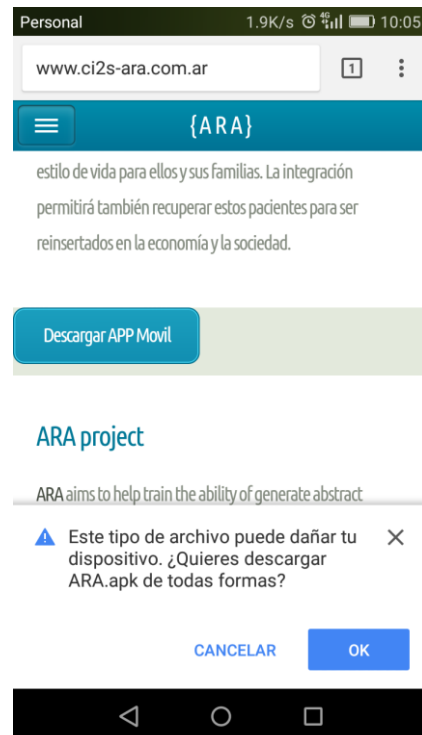 Personal 1.9K/s 4G 10:05
www.ci2s-ara.com.ar 1
{ARA}
estilo de vida para ellos y sus familias. La integración
permitirá también recuperar estos pacientes para ser
reinsertados en la economía y la sociedad.
Descargar APP Movil
ARA project
ARA aims to help train the ability of generate abstract
Este tipo de archivo puede dañar tu
dispositivo. ¿Quieres descargar
ARA.apk de todas formas?
CANCELAR OK